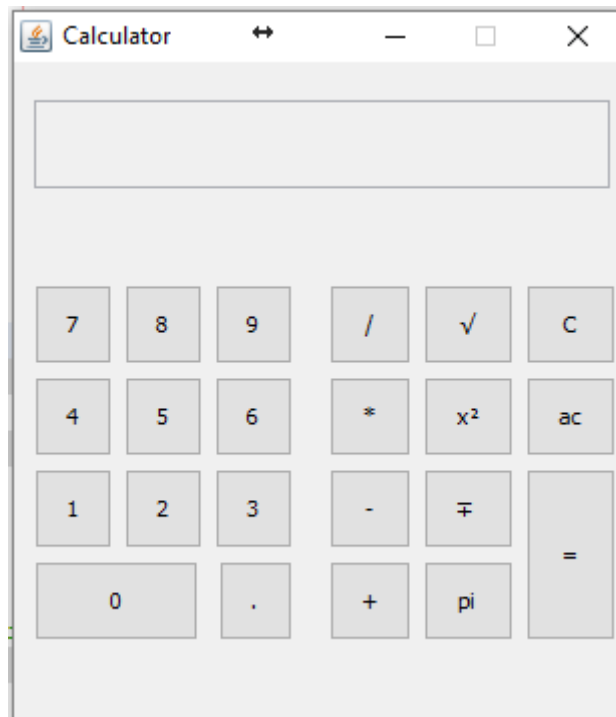 Calculator
7 8 9 / √ C
4 5 6 * x² ac
1 2 3 - ∓
=
0 . + pi